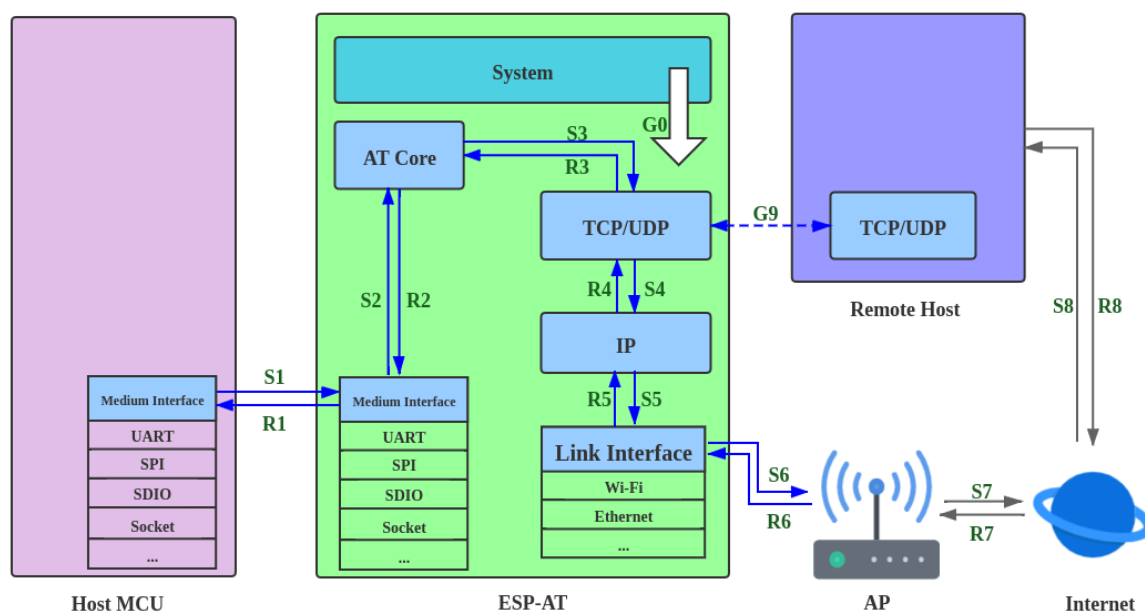 System
G0
AT Core
S3
R3
TCP/UDP
G9
TCP/UDP
S2
R2
R4
S4
Remote Host
S8
R8
IP
S1
R1
Medium Interface
UART
SPI
SDIO
Socket
...
Medium Interface
UART
SPI
SDIO
Socket
...
R5
S5
Link Interface
Wi-Fi
Ethernet
...
S6
R6
S7
R7
Host MCU
ESP-AT
AP
Internet